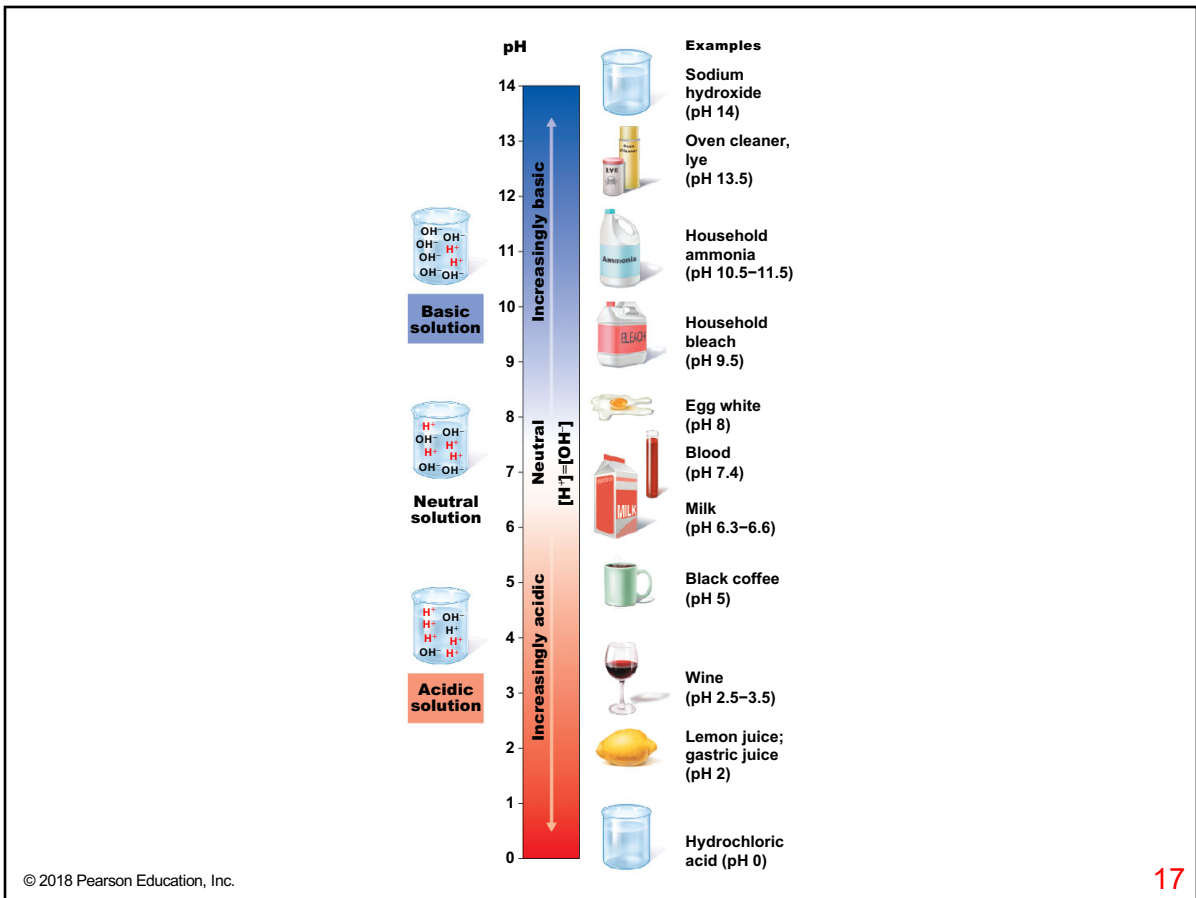 pH
14
13
12
11
10
9
8
7
6
5
4
3
2
1
0
Increasingly basic
Neutral
[H⁺]=[OH⁻]
Increasingly acidic
OH⁻
OH⁻ OH⁻
OH⁻ H⁺
OH⁻ H⁺
OH⁻ OH⁻
Basic
solution
H⁺ OH⁻
OH⁻ H⁺
H⁺ H⁺
OH⁻ OH⁻
Neutral
solution
H⁺ OH⁻
H⁺ H⁺
H⁺ H⁺
OH⁻ H⁺
Acidic
solution
Examples
Sodium
hydroxide
(pH 14)
LYE
Oven cleaner,
lye
(pH 13.5)
Ammonia
Household
ammonia
(pH 10.5–11.5)
BLEACH
Household
bleach
(pH 9.5)
Egg white
(pH 8)
Blood
(pH 7.4)
MILK
Milk
(pH 6.3–6.6)
Black coffee
(pH 5)
Wine
(pH 2.5–3.5)
Lemon juice;
gastric juice
(pH 2)
Hydrochloric
acid (pH 0)
© 2018 Pearson Education, Inc.
17